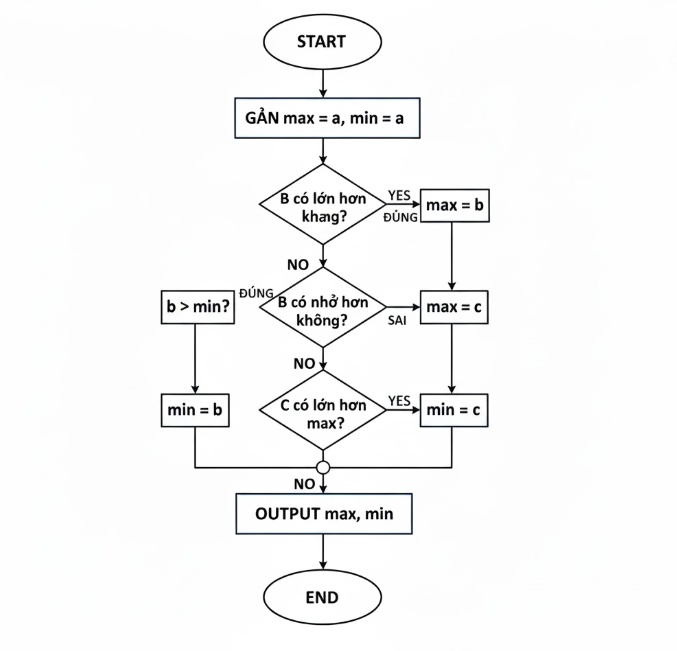 START
GẢN max = a, min = a
B có lớn hơn
khạng?
YES
ĐÚNG
max = b
NO
b > min?
ĐÚNG
B có nhở hơn
không?
SAI
max = c
NO
min = b
C có lớn hơn
max?
YES
min = c
NO
OUTPUT max, min
END